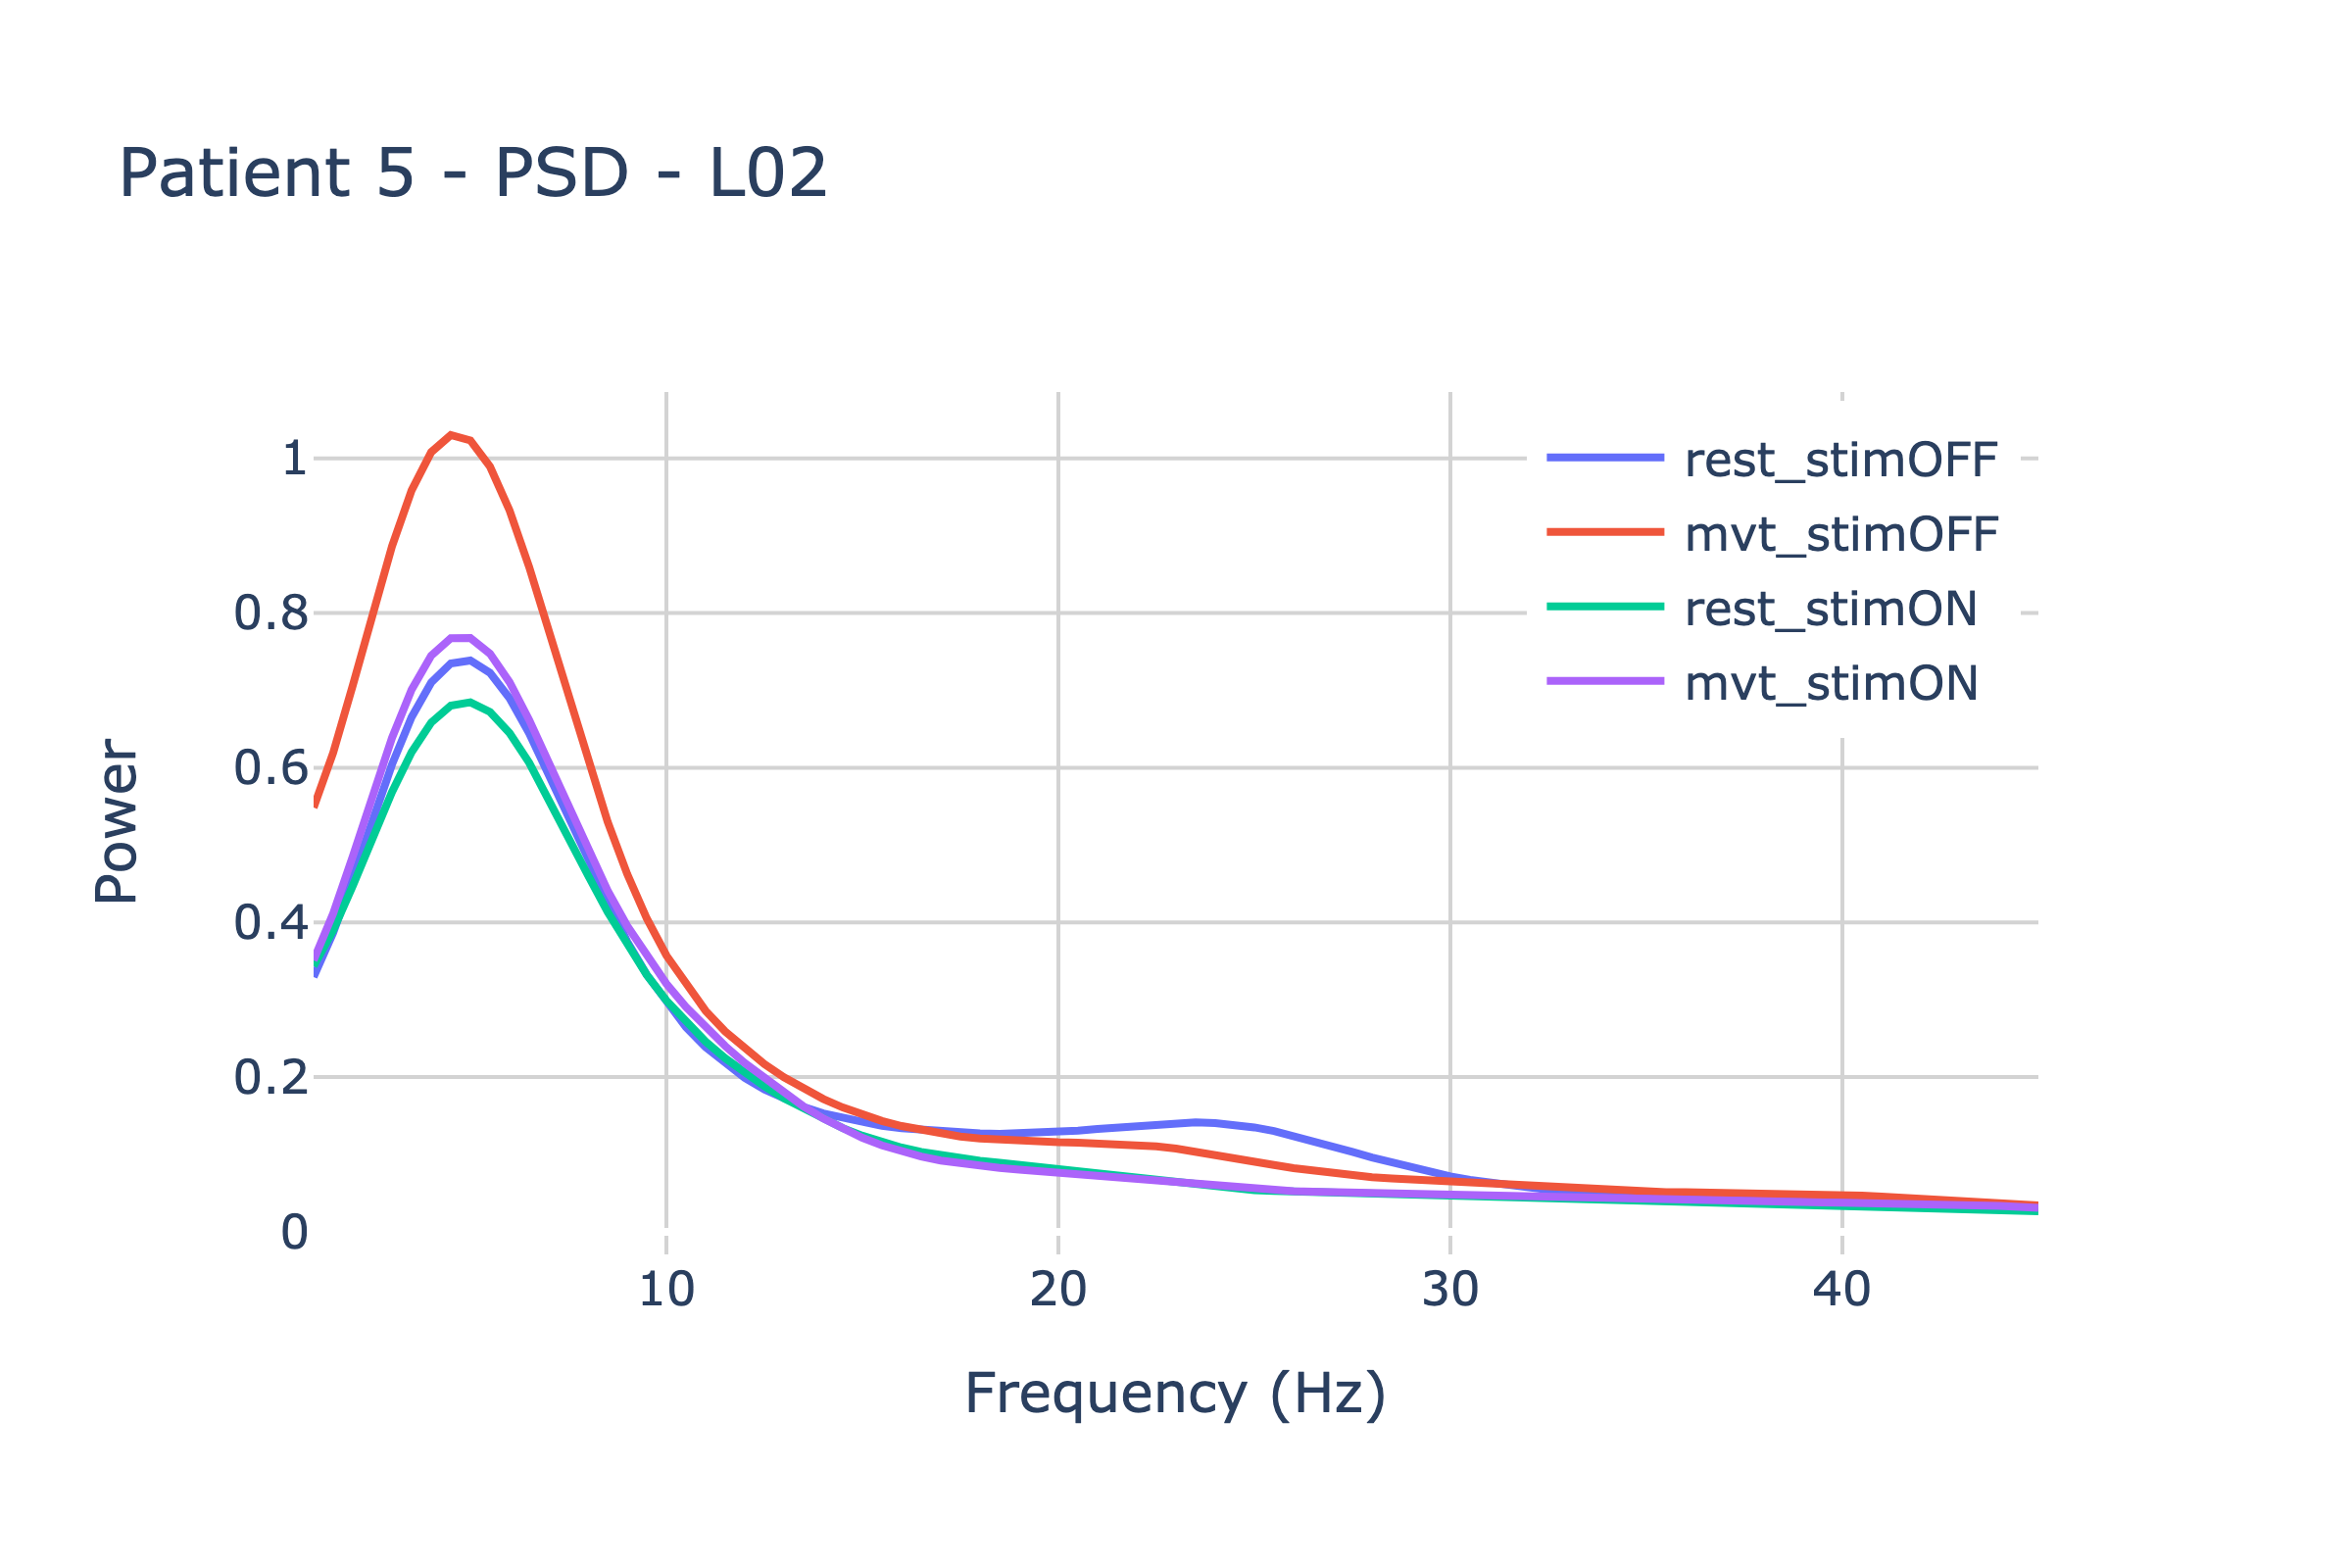 Patient 5 - PSD - L02
1
0.8
0.6
0.4
0.2
0
Power
rest_stimOFF
mvt_stimOFF
rest_stimON
mvt_stimON
10 20 30 40
Frequency (Hz)